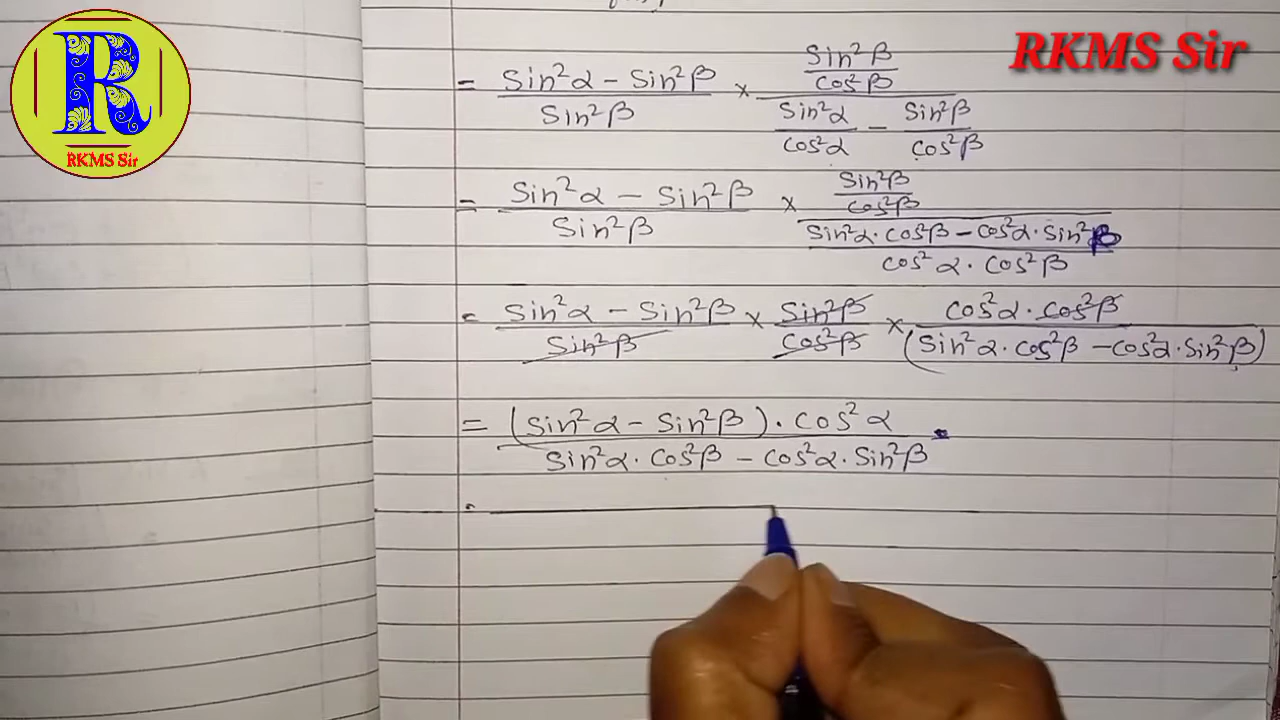 RKMS Sir
R
RKMS Sir
= Sin²α − Sin²β / Sin²β × (Sin²β / Cos²β) / (Sin²α / Cos²α − Sin²β / Cos²β)
= Sin²α − Sin²β / Sin²β × (Sin²β / Cos²β) / (Sin²α · Cos²β − Cos²α · Sin²β / Cos²α · Cos²β)
= Sin²α − Sin²β / Sin²β × Sin²β / Cos²β × Cos²α · Cos²β / (Sin²α · Cos²β − Cos²α · Sin²β)
= (Sin²α − Sin²β) · Cos²α / Sin²α · Cos²β − Cos²α · Sin²β
=